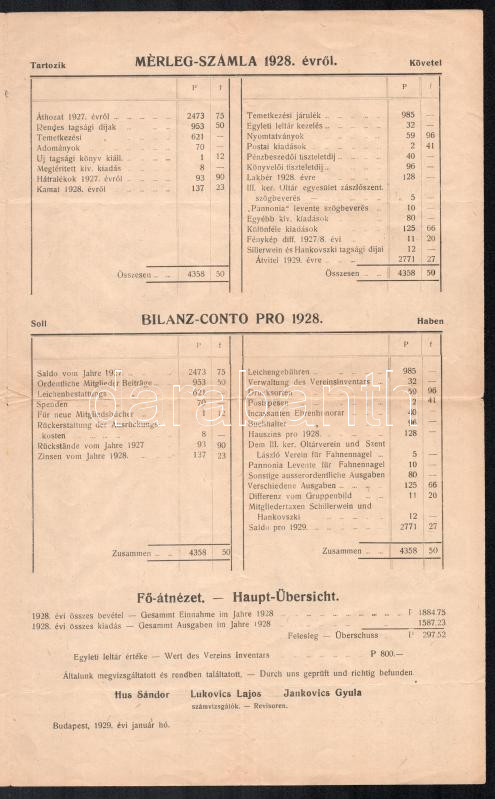 Tartozik MÈRLEG-SZÁMLA 1928. évről. Követel
P f
Áthozat 1927. évről 2473 75
Rendes tagsági dijak 953 50
Temetkezési 621 —
Adományok 70 —
Uj tagsági könyv kiáll. 1 12
Megtéritett kiv. kiadás 8 —
Hátralékok 1927. évről 93 90
Kamat 1928. évről 137 23
Összesen 4358 50
P f
Temetkezési járulék 985 —
Egyleti leltár kezelés 32 —
Nyomtatványok 59 96
Postai kiadások 2 41
Pénzbeszedői tiszteletdij 40 —
Könyvelői tiszteletdij 96 —
Lakbér 1928. évre 128 —
III. ker. Oltár egyesület zászlószent.
szögbeverés — 5 —
„Pannonia" levente szögbeverés 10 —
Egyébb kiv. kiadások 80 —
Különféle kiadások 125 66
Fénykép diff. 1927/8. évi 11 20
Sillerwein és Hankovszki tagsági dijai 12 —
Átvitel 1929. évre 2771 27
Összesen 4358 50
Soll BILANZ-CONTO PRO 1928. Haben
P f
Saldo vom Jahre 1927. 2473 75
Ordentliche Mitglieder Beiträge 953 50
Leichenbestattungs 621 —
Spenden 70 —
Für neue Mitgliedsbücher 1 12
Rückerstaltung der Ausrückungs
kosten 8 —
Rückstände vom Jahre 1927 93 90
Zinsen vom Jahre 1928. 137 23
Zusammen 4358 50
P f
Leichengebühren 985 —
Verwaltung des Vereinsinventars 32 —
Drucksorten 59 96
Postspesen 2 41
Incassanten Ehrenhonorar 40 —
Buchhalter 96 —
Hauszins pro 1928. 128 —
Dem III. ker. Oltárverein und Szent
László Verein für Fahnennagel 5 —
Pannonia Levente für Fahnennagel 10 —
Sonstige ausserordentliche Ausgaben 80 —
Verschiedene Ausgaben 125 66
Differenz vom Gruppenbild 11 20
Mitgliedertaxen Schillerwein und
Hankovszki 12 —
Saldo pro 1929. 2771 27
Zusammen 4358 50
darabanth
Fő-átnézet. — Haupt-Übersicht.
1928. évi összes bevétel — Gesammt Einnahme im Jahre 1928 P 1884.75
1928. évi összes kiadás — Gesammt Ausgaben im Jahre 1928 1587.23
Felesleg — Überschuss P 297.52
Egyleti leltár értéke — Wert des Vereins Inventars P 800.—
Általunk megvizsgáltatott és rendben találtatott. — Durch uns geprüft und richtig befunden.
Hus Sándor Lukovics Lajos Jankovics Gyula
számvizsgálók. — Revisoren.
Budapest, 1929. évi január hó.